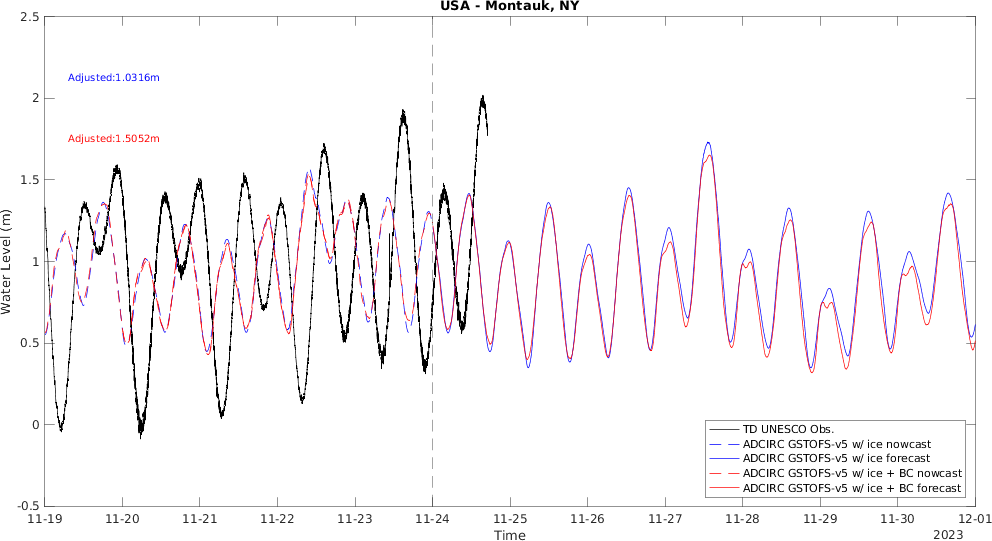 USA - Montauk, NY
2.5
2
1.5
1
0.5
0
-0.5
Water Level (m)
Adjusted:1.0316m
Adjusted:1.5052m
TD UNESCO Obs.
ADCIRC GSTOFS-v5 w/ ice nowcast
ADCIRC GSTOFS-v5 w/ ice forecast
ADCIRC GSTOFS-v5 w/ ice + BC nowcast
ADCIRC GSTOFS-v5 w/ ice + BC forecast
11-19 11-20 11-21 11-22 11-23 11-24 11-25 11-26 11-27 11-28 11-29 11-30 12-01
Time
2023